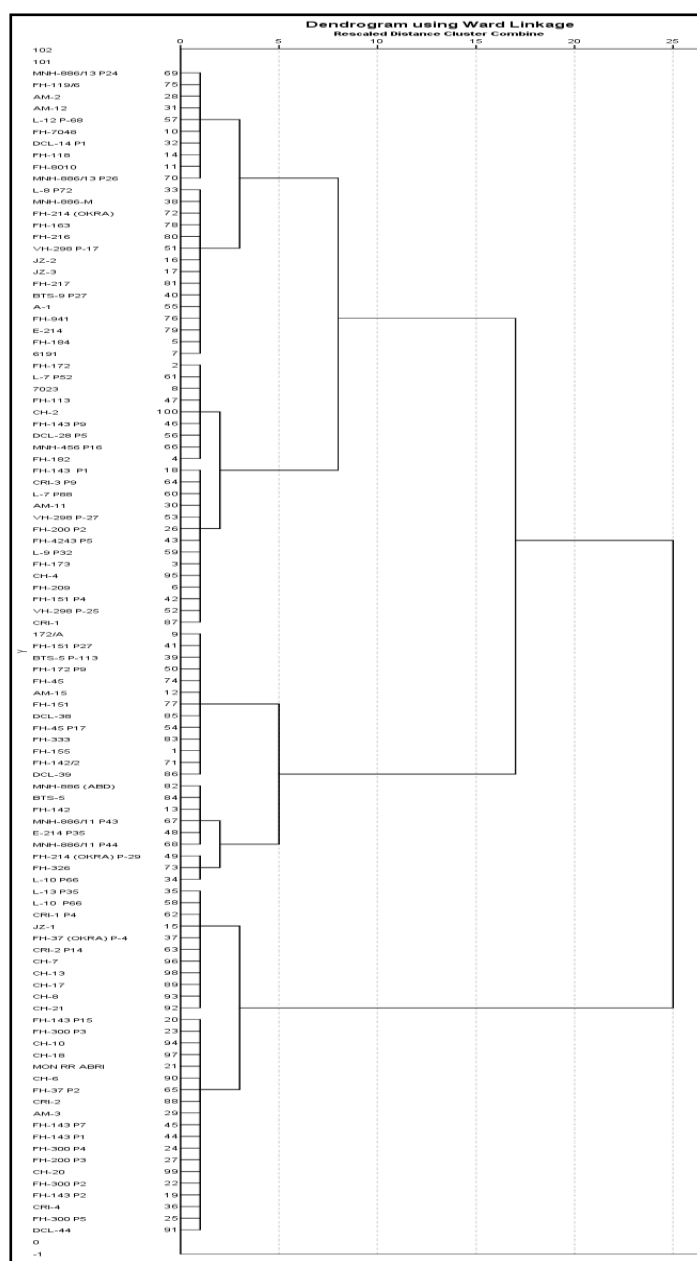 Dendrogram using Ward Linkage
Rescaled Distance Cluster Combine
0 5 10 15 20 25
102
101
MNH-886/13 P24 69
FH-119/6 75
AM-2 28
AM-12 31
L-12 P-68 57
FH-7048 10
DCL-14 P1 32
FH-118 14
FH-8010 11
MNH-886/13 P26 70
L-8 P72 33
MNH-886-M 38
FH-214 (OKRA) 72
FH-163 78
FH-216 80
VH-298 P-17 51
JZ-2 16
JZ-3 17
FH-217 81
BTS-9 P27 40
A-1 55
FH-941 76
E-214 79
FH-184 5
6191 7
FH-172 2
L-7 P52 61
7023 8
FH-113 47
CH-2 100
FH-143 P9 46
DCL-28 P5 56
MNH-456 P16 66
FH-182 4
FH-143 P1 18
CRI-3 P9 64
L-7 P88 60
AM-11 30
VH-298 P-27 53
FH-200 P2 26
FH-4243 P5 43
L-9 P32 59
FH-173 3
CH-4 95
FH-209 6
FH-151 P4 42
VH-298 P-25 52
CRI-1 87
172/A 9
Y
FH-151 P27 41
BTS-5 P-113 39
FH-172 P9 50
FH-45 74
AM-15 12
FH-151 77
DCL-38 85
FH-45 P17 54
FH-333 83
FH-155 1
FH-142/2 71
DCL-39 86
MNH-886 (ABD) 82
BTS-5 84
FH-142 13
MNH-886/11 P43 67
E-214 P35 48
MNH-886/11 P44 68
FH-214 (OKRA) P-29 49
FH-326 73
L-10 P66 34
L-13 P35 35
L-10 P66 58
CRI-1 P4 62
JZ-1 15
FH-37 (OKRA) P-4 37
CRI-2 P14 63
CH-7 96
CH-13 98
CH-17 89
CH-8 93
CH-21 92
FH-143 P15 20
FH-300 P3 23
CH-10 94
CH-18 97
MON RR ABRI 21
CH-6 90
FH-37 P2 65
CRI-2 88
AM-3 29
FH-143 P7 45
FH-143 P1 44
FH-300 P4 24
FH-200 P3 27
CH-20 99
FH-300 P2 22
FH-143 P2 19
CRI-4 36
FH-300 P5 25
DCL-44 91
0
-1